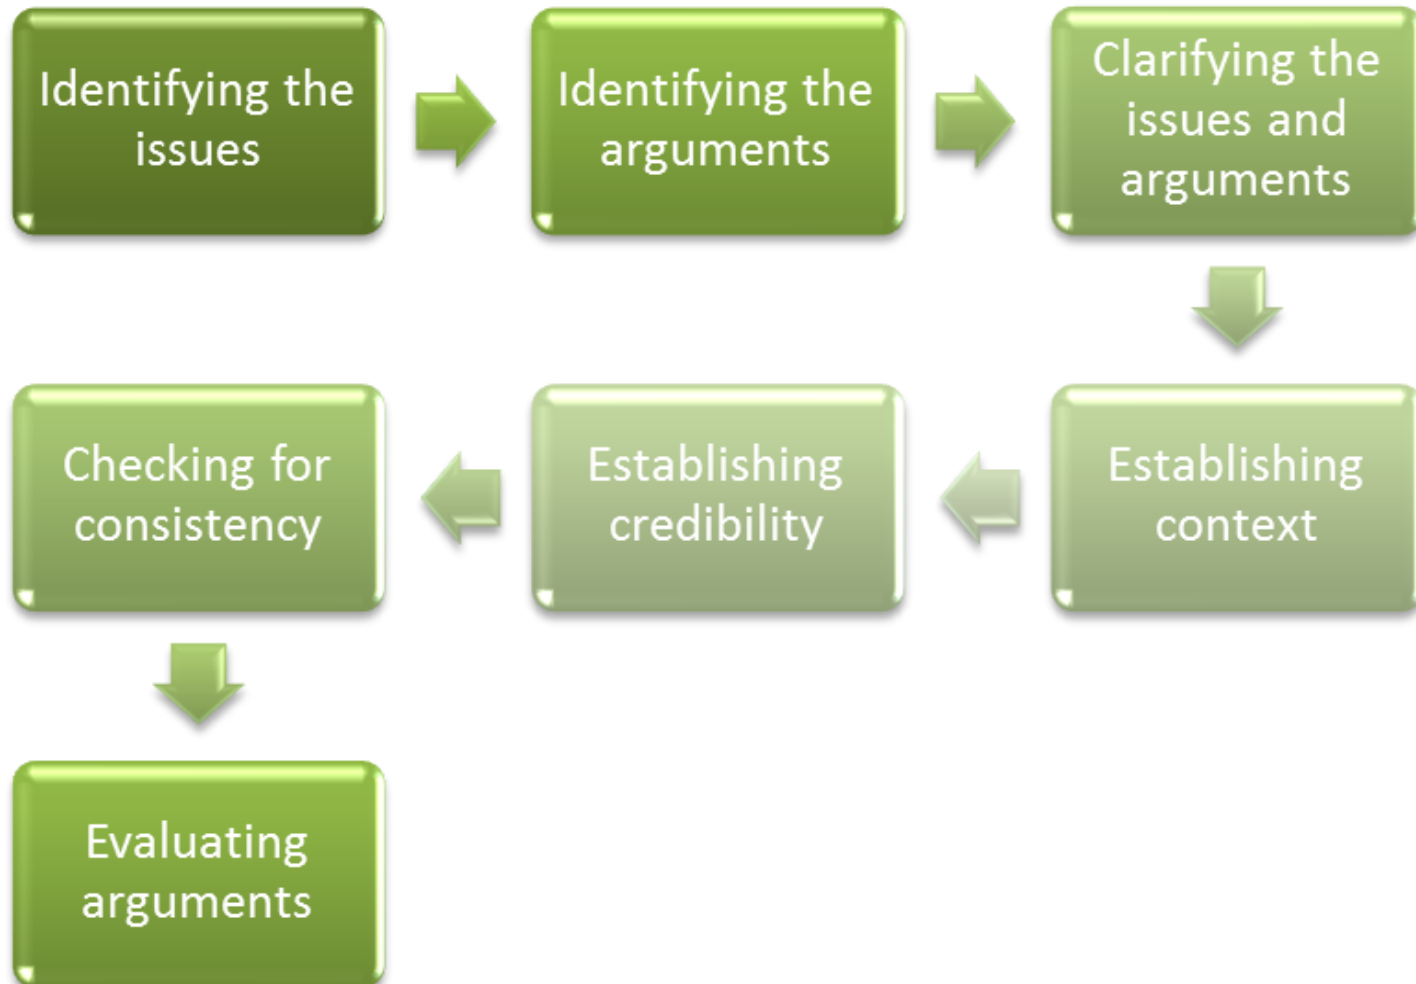 Identifying the
issues
Identifying the
arguments
Clarifying the
issues and
arguments
Establishing
context
Establishing
credibility
Checking for
consistency
Evaluating
arguments